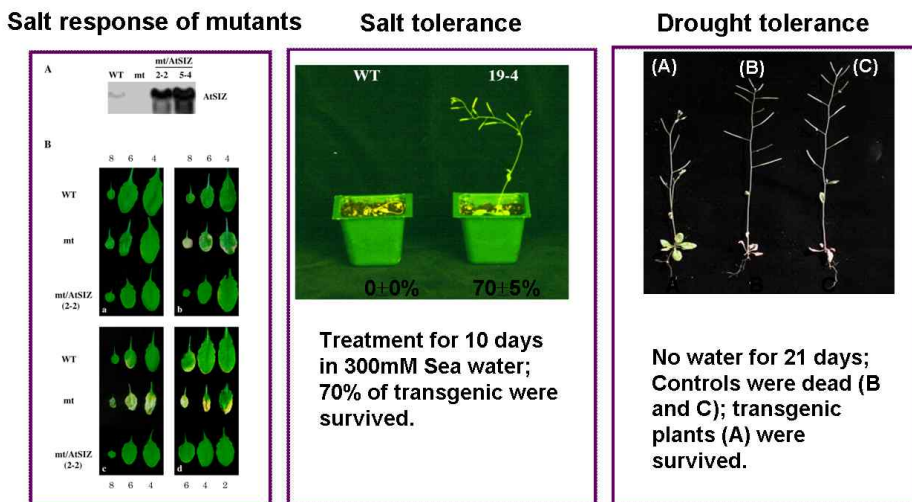 Salt response of mutants
Salt tolerance
Drought tolerance
A
mt/AtSIZ
WT mt 2-2 5-4
AtSIZ
B
8 6 4 8 6 4
WT
mt
mt/AtSIZ
(2-2)
a b
WT
mt
mt/AtSIZ
(2-2)
c d
8 6 4 6 4 2
WT 19-4
0±0% 70±5%
Treatment for 10 days
in 300mM Sea water;
70% of transgenic were
survived.
(A) (B) (C)
A B C
No water for 21 days;
Controls were dead (B
and C); transgenic
plants (A) were
survived.